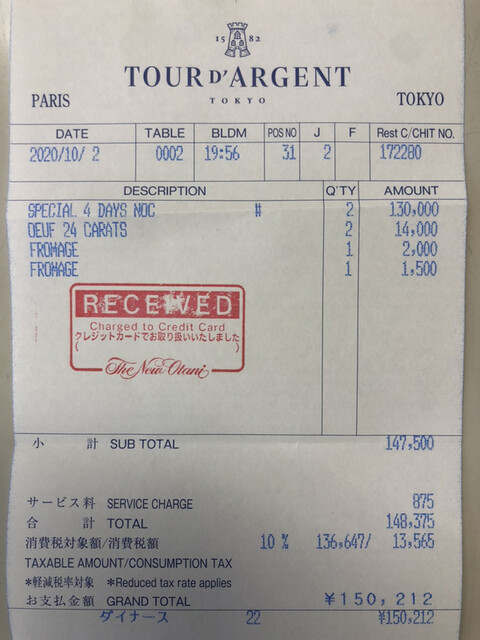 15 82
TOUR D'ARGENT
TOKYO
PARIS TOKYO
DATE TABLE BLDM POS NO J F Rest C/CHIT NO.
2020/10/ 2 0002 19:56 31 2 172280
DESCRIPTION Q'TY AMOUNT
SPECIAL 4 DAYS NOC # 2 130,000
OEUF 24 CARATS 2 14,000
FROMAGE 1 2,000
FROMAGE 1 1,500
RECEIVED
Charged to Credit Card
クレジットカードでお取り扱いいたしました
( )
The New Otani
小 計 SUB TOTAL 147,500
サービス料 SERVICE CHARGE 875
合 計 TOTAL 148,375
消費税対象額/消費税額 10 % 136,647/ 13,565
TAXABLE AMOUNT/CONSUMPTION TAX
*軽減税率対象 *Reduced tax rate applies
お支払金額 GRAND TOTAL ¥150,212
ダイナース 22 ¥150,212